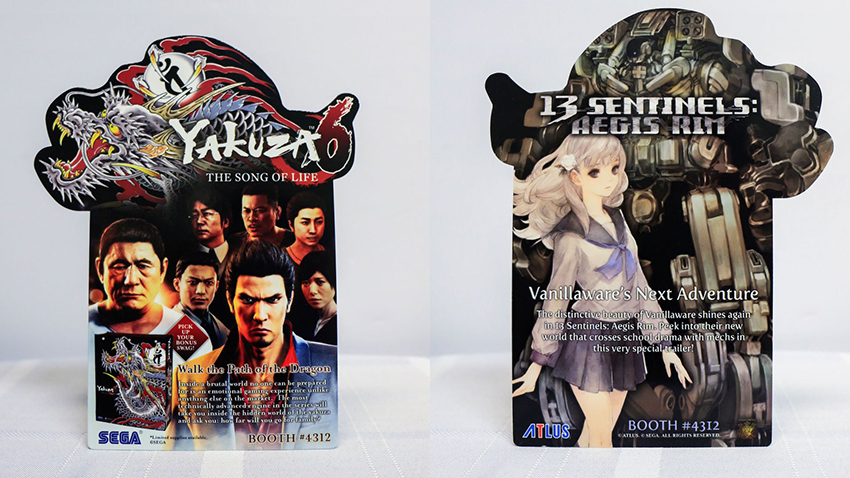 YAKUZA 6
THE SONG OF LIFE
PICK
UP
YOUR
BONUS
SWAG!
Yakuza
Walk the Path of the Dragon
Inside a brutal world no one can be prepared
for is an emotional gaming experience unlike
anything else on the market. The most
technically advanced engine in the series will
take you inside the hidden world of the yakuza
and ask you: how far will you go for family?
SEGA
*Limited supplies available.
©SEGA
BOOTH #4312
13 SENTINELS:
AEGIS RIM
Vanillaware's Next Adventure
The distinctive beauty of Vanillaware shines again
in 13 Sentinels: Aegis Rim. Peek into their new
world that crosses school drama with mechs in
this very special trailer!
ATLUS
BOOTH #4312
©ATLUS. ©SEGA. ALL RIGHTS RESERVED.